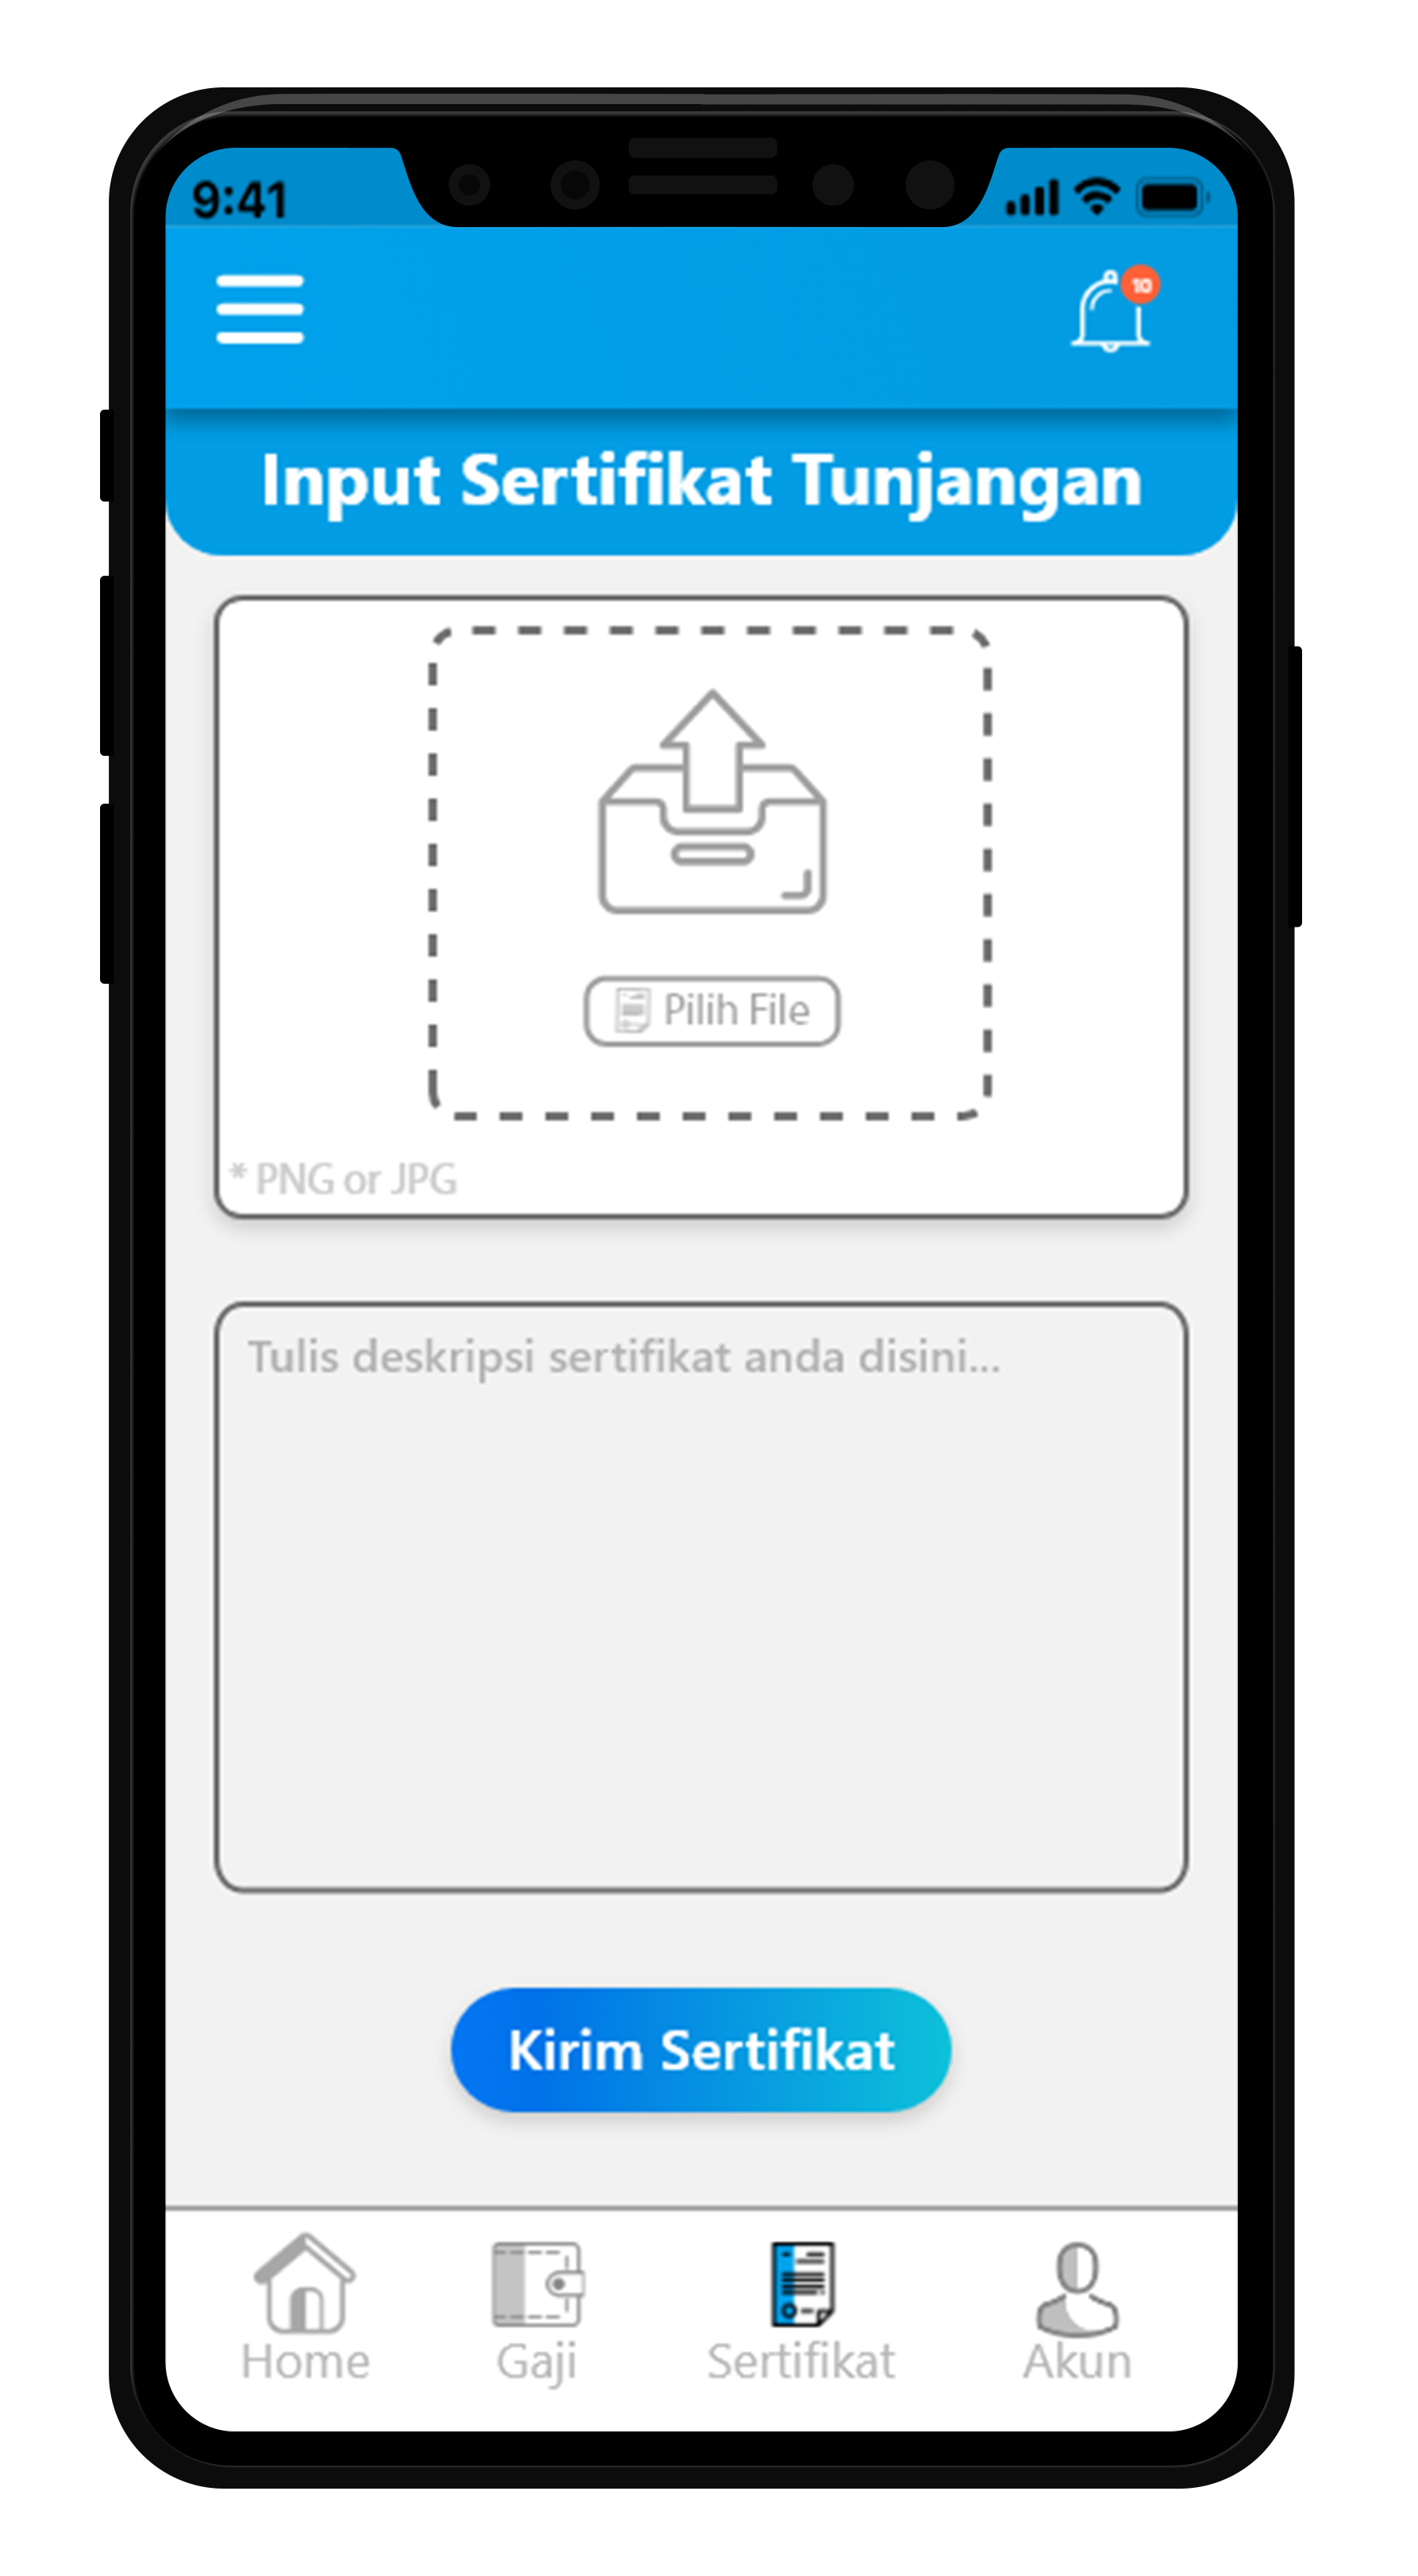 9:41
10
Input Sertifikat Tunjangan
Pilih File
* PNG or JPG
Tulis deskripsi sertifikat anda disini...
Kirim Sertifikat
Home Gaji Sertifikat Akun